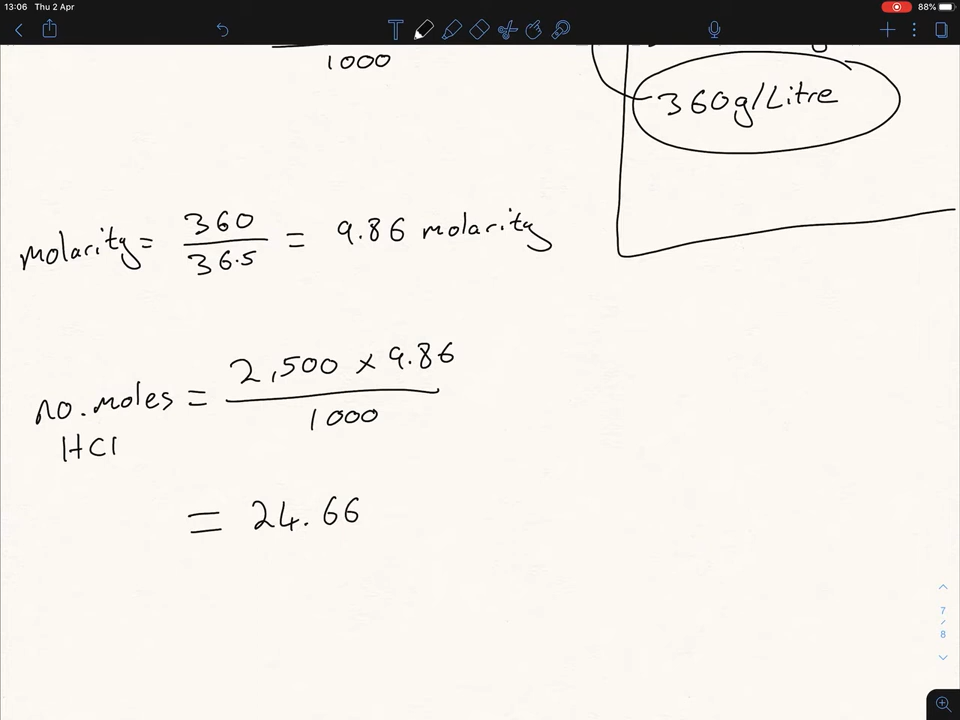 13:06 Thu 2 Apr
88%
T
1000
360g/Litre
molarity = 360 / 36.5 = 9.86 molarity
no. moles HCl = 2,500 × 9.86 / 1000
= 24.66
7
/
8